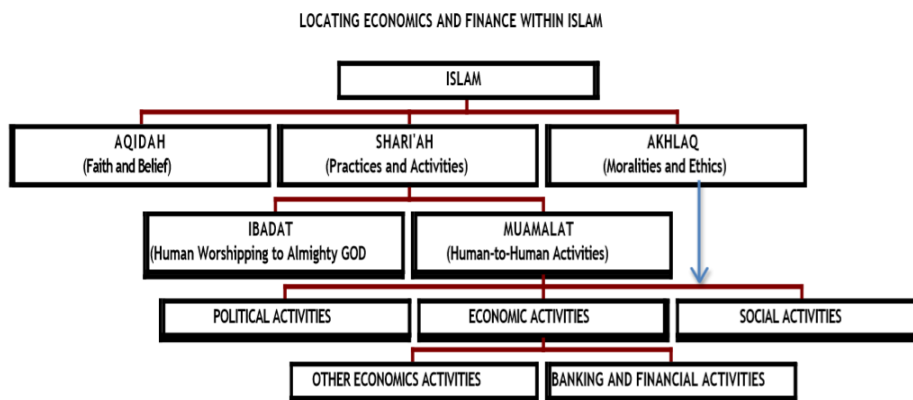 LOCATING ECONOMICS AND FINANCE WITHIN ISLAM
ISLAM
AQIDAH
(Faith and Belief)
SHARI'AH
(Practices and Activities)
AKHLAQ
(Moralities and Ethics)
IBADAT
(Human Worshipping to Almighty GOD
MUAMALAT
(Human-to-Human Activities)
POLITICAL ACTIVITIES
ECONOMIC ACTIVITIES
SOCIAL ACTIVITIES
OTHER ECONOMICS ACTIVITIES
BANKING AND FINANCIAL ACTIVITIES